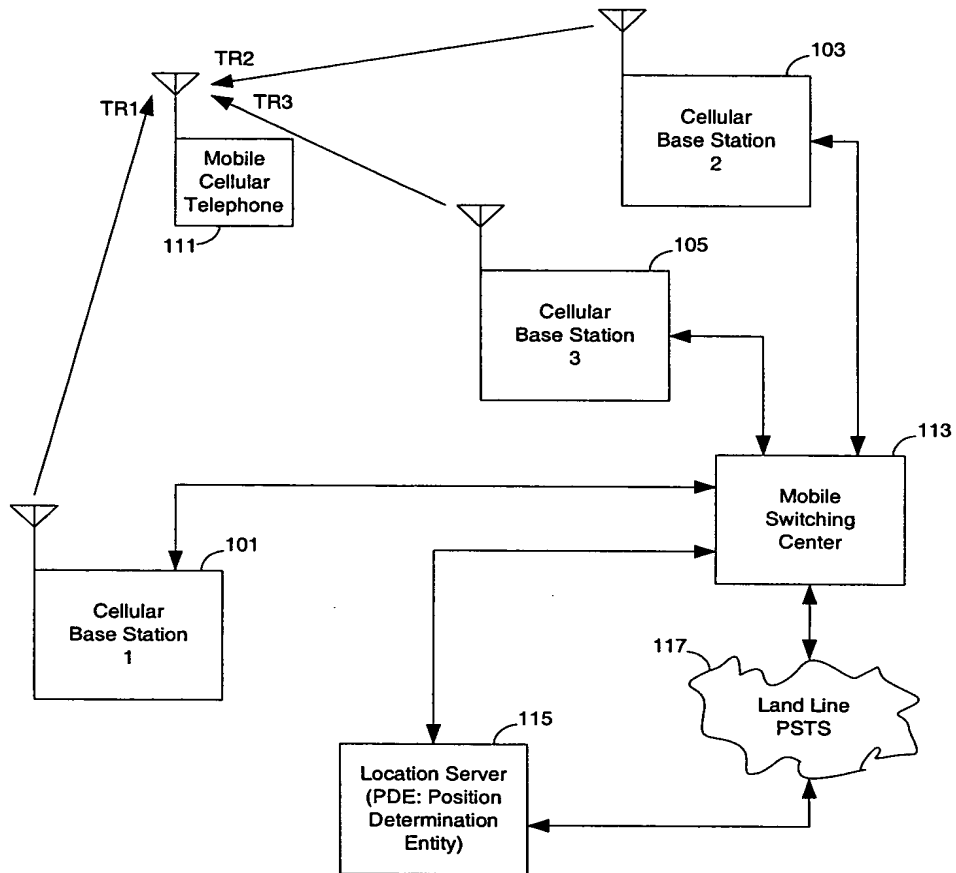 103
TR2
Cellular
Base Station
2
TR1
TR3
Mobile
Cellular
Telephone
111
105
Cellular
Base Station
3
113
Mobile
Switching
Center
101
Cellular
Base Station
1
117
Land Line
PSTS
115
Location Server
(PDE: Position
Determination
Entity)